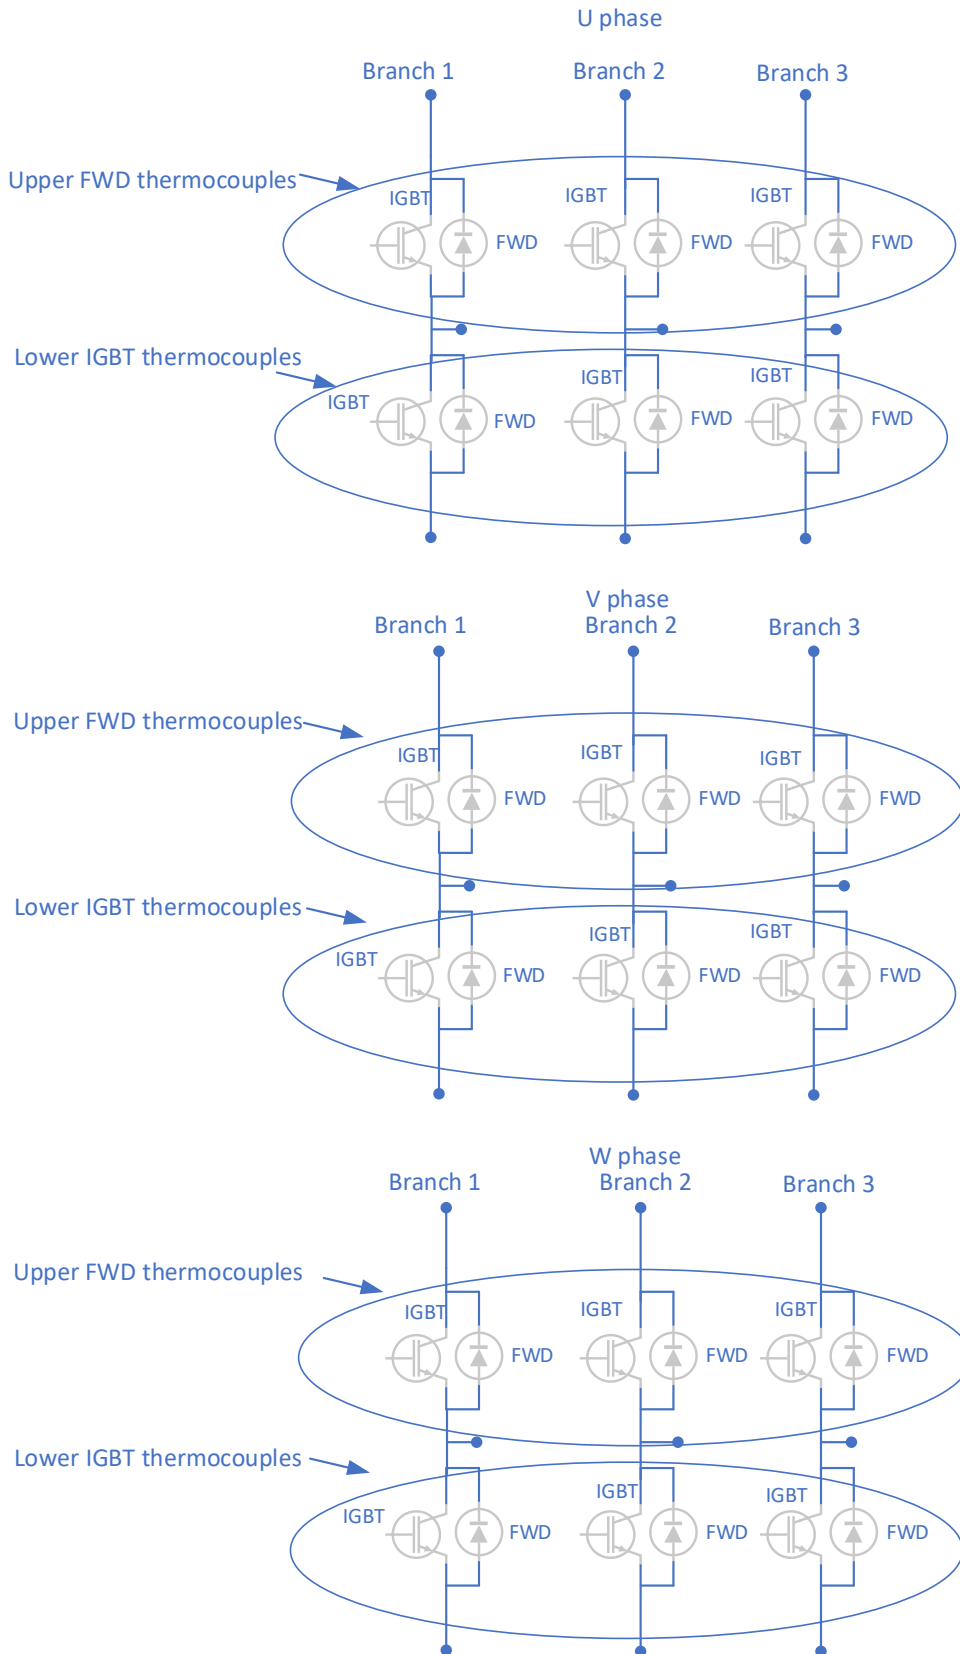 U phase
Branch 1
Branch 2
Branch 3
Upper FWD thermocouples
IGBT
IGBT
IGBT
FWD
FWD
FWD
Lower IGBT thermocouples
IGBT
IGBT
IGBT
FWD
FWD
FWD
V phase
Branch 1
Branch 2
Branch 3
Upper FWD thermocouples
IGBT
IGBT
IGBT
FWD
FWD
FWD
Lower IGBT thermocouples
IGBT
IGBT
IGBT
FWD
FWD
FWD
W phase
Branch 1
Branch 2
Branch 3
Upper FWD thermocouples
IGBT
IGBT
IGBT
FWD
FWD
FWD
Lower IGBT thermocouples
IGBT
IGBT
IGBT
FWD
FWD
FWD